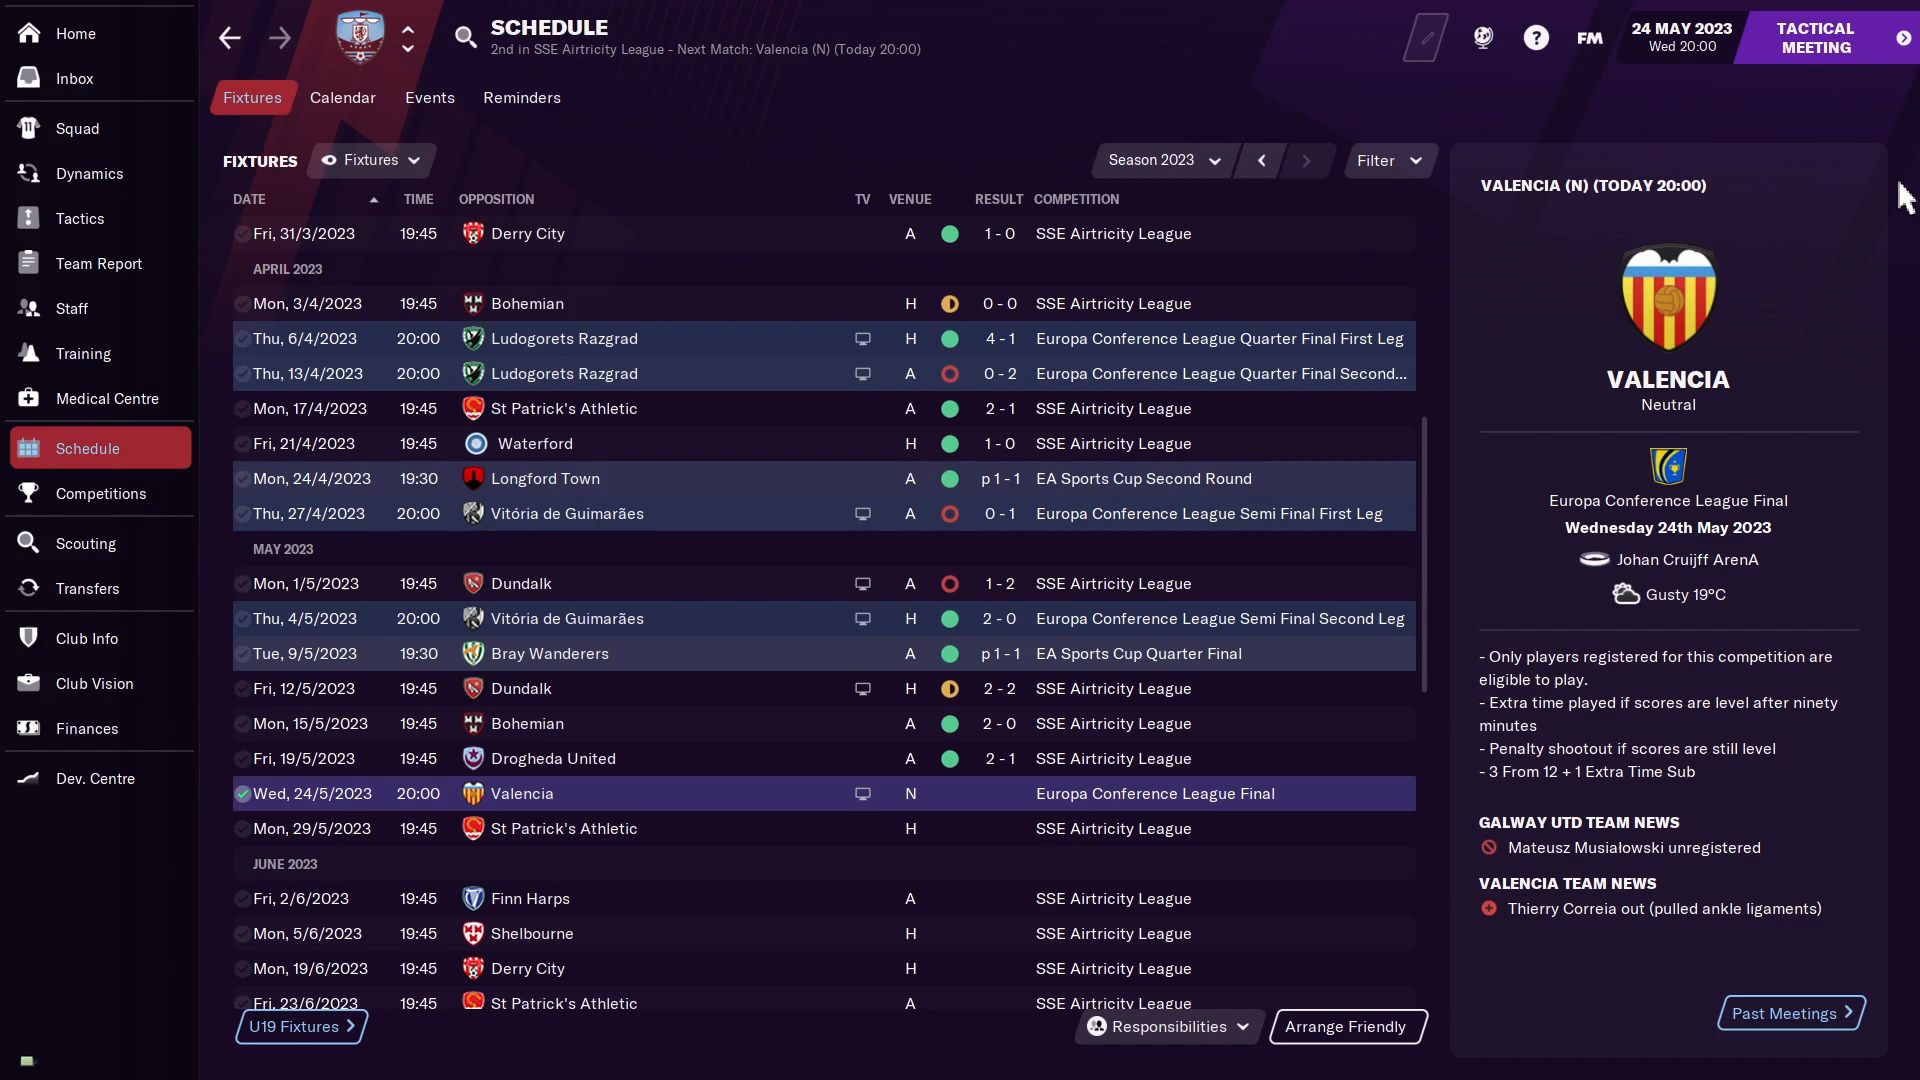 Home
Inbox
Squad
Dynamics
Tactics
Team Report
Staff
Training
Medical Centre
Schedule
Competitions
Scouting
Transfers
Club Info
Club Vision
Finances
Dev. Centre
SCHEDULE
2nd in SSE Airtricity League - Next Match: Valencia (N) (Today 20:00)
FM
24 MAY 2023
Wed 20:00
TACTICAL
MEETING
Fixtures Calendar Events Reminders
FIXTURES Fixtures Season 2023 Filter
DATE TIME OPPOSITION TV VENUE RESULT COMPETITION
Fri, 31/3/2023 19:45 Derry City A 1 - 0 SSE Airtricity League
APRIL 2023
Mon, 3/4/2023 19:45 Bohemian H 0 - 0 SSE Airtricity League
Thu, 6/4/2023 20:00 Ludogorets Razgrad H 4 - 1 Europa Conference League Quarter Final First Leg
Thu, 13/4/2023 20:00 Ludogorets Razgrad A 0 - 2 Europa Conference League Quarter Final Second...
Mon, 17/4/2023 19:45 St Patrick's Athletic A 2 - 1 SSE Airtricity League
Fri, 21/4/2023 19:45 Waterford H 1 - 0 SSE Airtricity League
Mon, 24/4/2023 19:30 Longford Town A p 1 - 1 EA Sports Cup Second Round
Thu, 27/4/2023 20:00 Vitória de Guimarães A 0 - 1 Europa Conference League Semi Final First Leg
MAY 2023
Mon, 1/5/2023 19:45 Dundalk A 1 - 2 SSE Airtricity League
Thu, 4/5/2023 20:00 Vitória de Guimarães H 2 - 0 Europa Conference League Semi Final Second Leg
Tue, 9/5/2023 19:30 Bray Wanderers A p 1 - 1 EA Sports Cup Quarter Final
Fri, 12/5/2023 19:45 Dundalk H 2 - 2 SSE Airtricity League
Mon, 15/5/2023 19:45 Bohemian A 2 - 0 SSE Airtricity League
Fri, 19/5/2023 19:45 Drogheda United A 2 - 1 SSE Airtricity League
Wed, 24/5/2023 20:00 Valencia N Europa Conference League Final
Mon, 29/5/2023 19:45 St Patrick's Athletic H SSE Airtricity League
JUNE 2023
Fri, 2/6/2023 19:45 Finn Harps A SSE Airtricity League
Mon, 5/6/2023 19:45 Shelbourne H SSE Airtricity League
Mon, 19/6/2023 19:45 Derry City H SSE Airtricity League
Fri, 23/6/2023 19:45 St Patrick's Athletic A SSE Airtricity League
U19 Fixtures Responsibilities Arrange Friendly
VALENCIA (N) (TODAY 20:00)
VALENCIA
Neutral
Europa Conference League Final
Wednesday 24th May 2023
Johan Cruijff ArenA
Gusty 19°C
- Only players registered for this competition are
eligible to play.
- Extra time played if scores are level after ninety
minutes
- Penalty shootout if scores are still level
- 3 From 12 + 1 Extra Time Sub
GALWAY UTD TEAM NEWS
Mateusz Musiałowski unregistered
VALENCIA TEAM NEWS
Thierry Correia out (pulled ankle ligaments)
Past Meetings